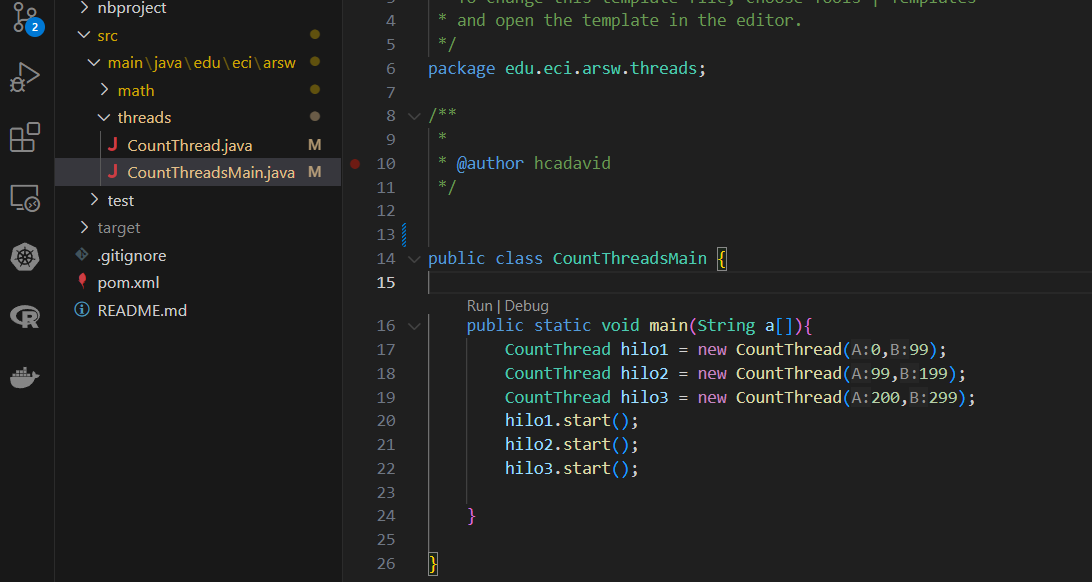 2
nbproject
src
main\java\edu\eci\arsw
math
threads
J CountThread.java M
J CountThreadsMain.java M
test
target
.gitignore
pom.xml
README.md
3 * To change this template file, choose Tools | Templates
4 * and open the template in the editor.
5 */
6 package edu.eci.arsw.threads;
7
8 /**
9 *
10 * @author hcadavid
11 */
12
13
14 public class CountThreadsMain {
15
Run | Debug
16 public static void main(String a[]){
17 CountThread hilo1 = new CountThread(A:0,B:99);
18 CountThread hilo2 = new CountThread(A:99,B:199);
19 CountThread hilo3 = new CountThread(A:200,B:299);
20 hilo1.start();
21 hilo2.start();
22 hilo3.start();
23
24 }
25
26 }